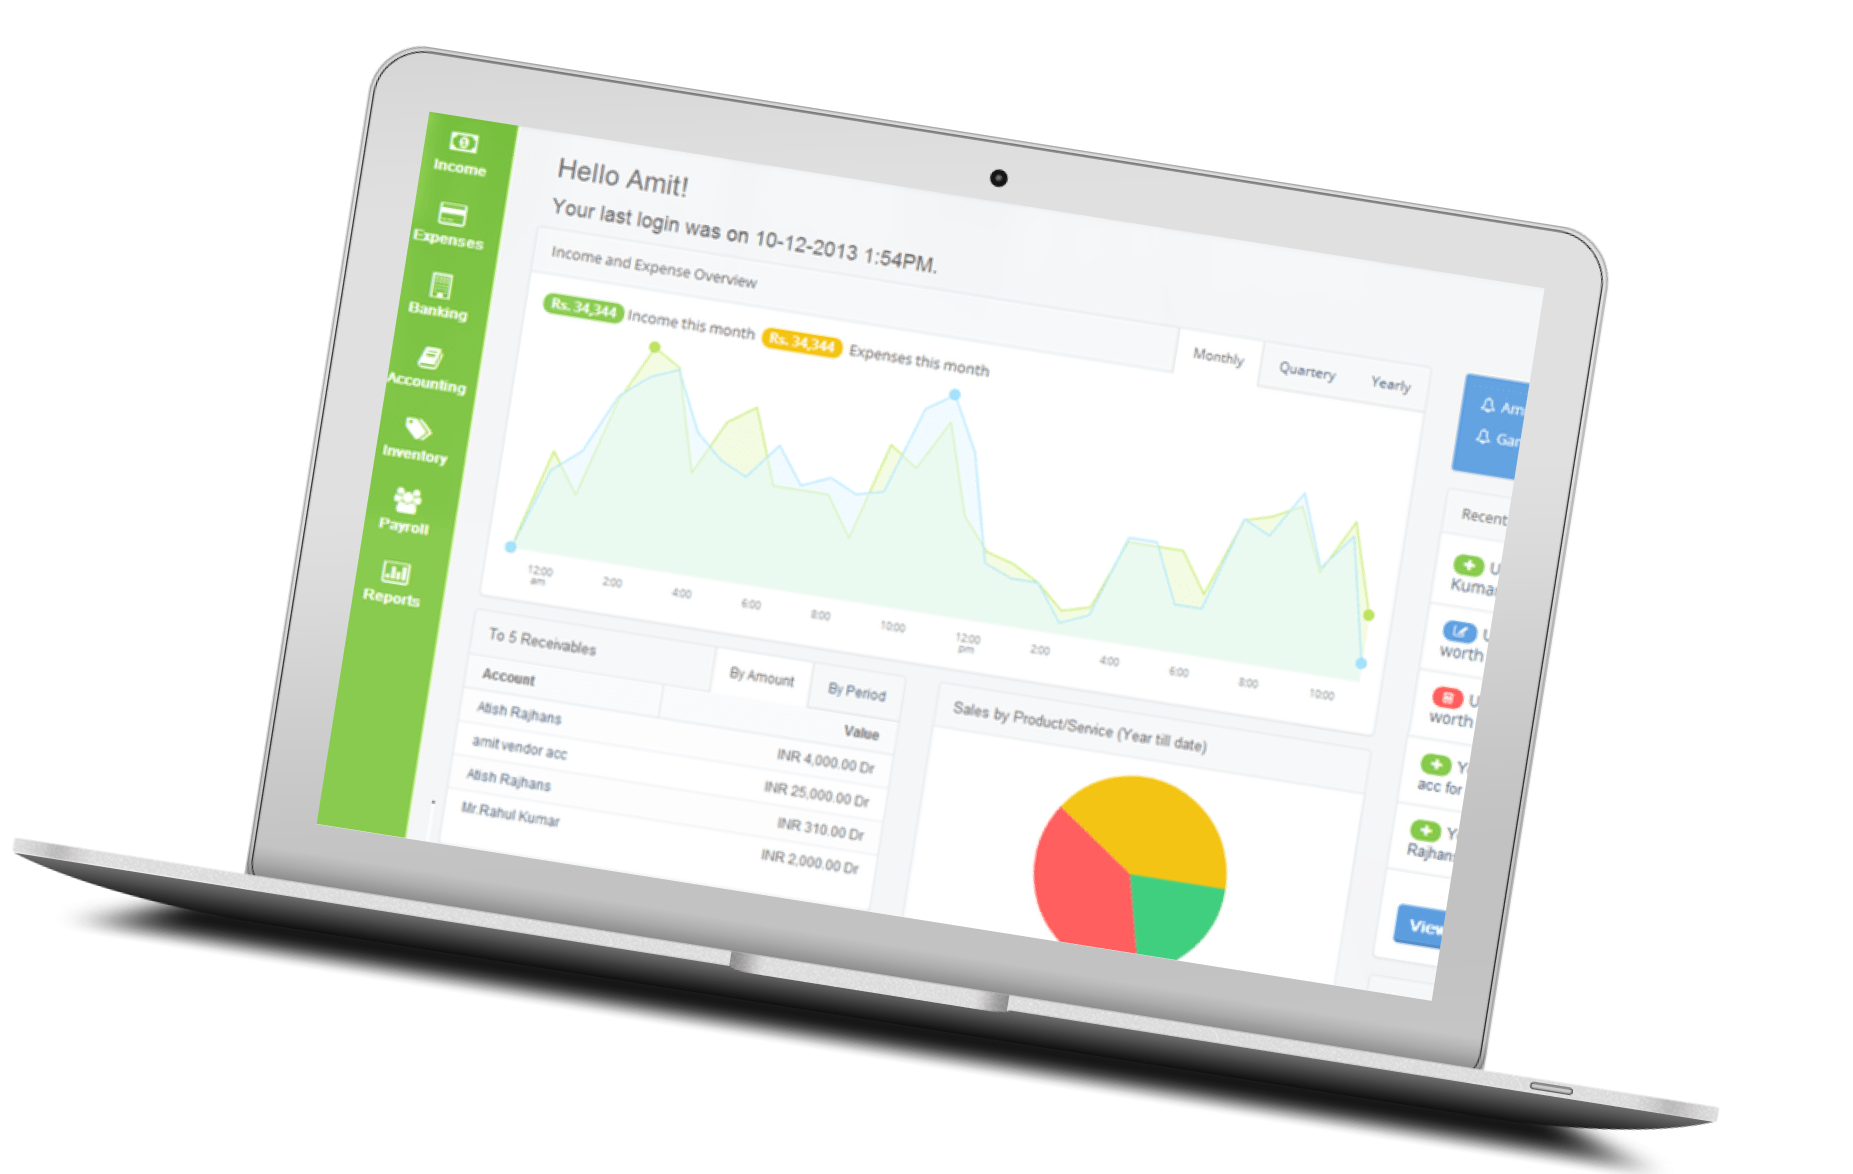 Income
Expenses
Banking
Accounting
Inventory
Payroll
Reports
Hello Amit!
Your last login was on 10-12-2013 1:54PM.
Income and Expense Overview
Monthly Quartery Yearly
Rs. 34,344 Income this month Rs. 34,344 Expenses this month
12:00 am 2:00 4:00 6:00 8:00 10:00 12:00 pm 2:00 4:00 6:00 8:00 10:00
To 5 Receivables By Amount By Period
Account Value
Atish Rajhans INR 4,000.00 Dr
amit vendor acc INR 25,000.00 Dr
Atish Rajhans INR 310.00 Dr
Mr.Rahul Kumar INR 2,000.00 Dr
Sales by Product/Service (Year till date)
Recent
worth
worth
acc for